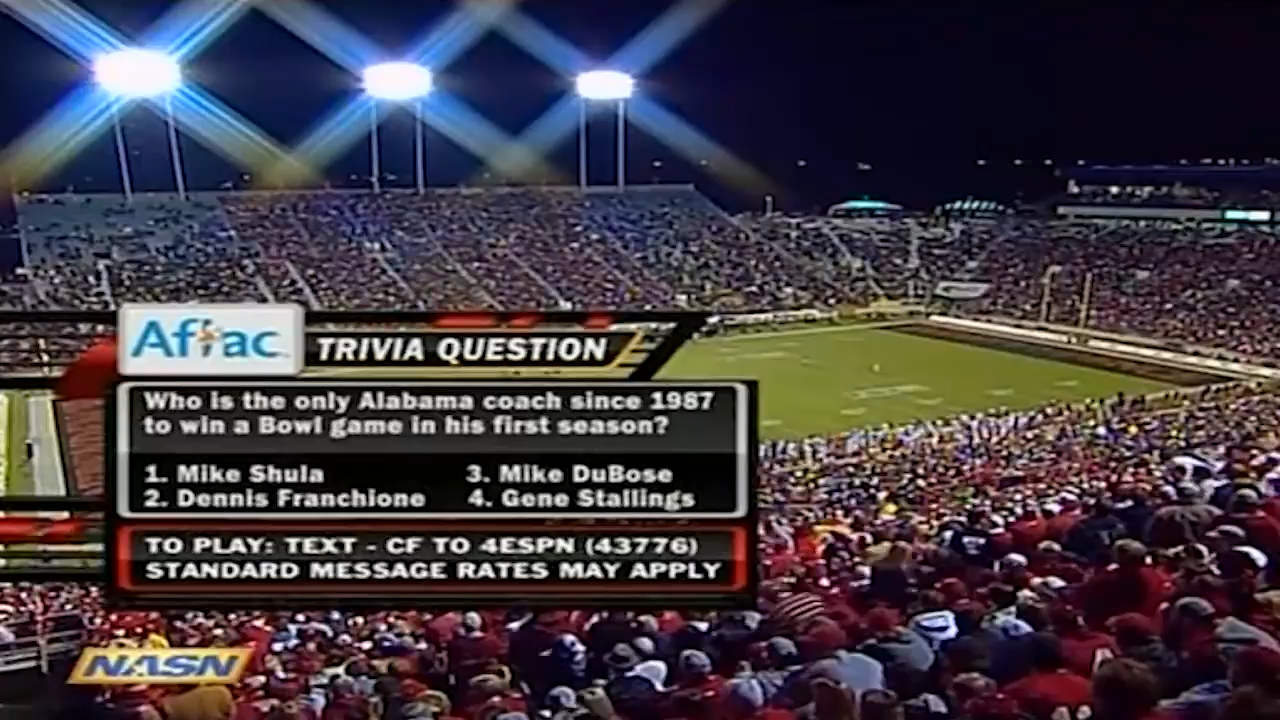 Aflac
TRIVIA QUESTION
Who is the only Alabama coach since 1987
to win a Bowl game in his first season?
1. Mike Shula
3. Mike DuBose
2. Dennis Franchione
4. Gene Stallings
TO PLAY: TEXT - CF TO 4ESPN (43776)
STANDARD MESSAGE RATES MAY APPLY
NASN